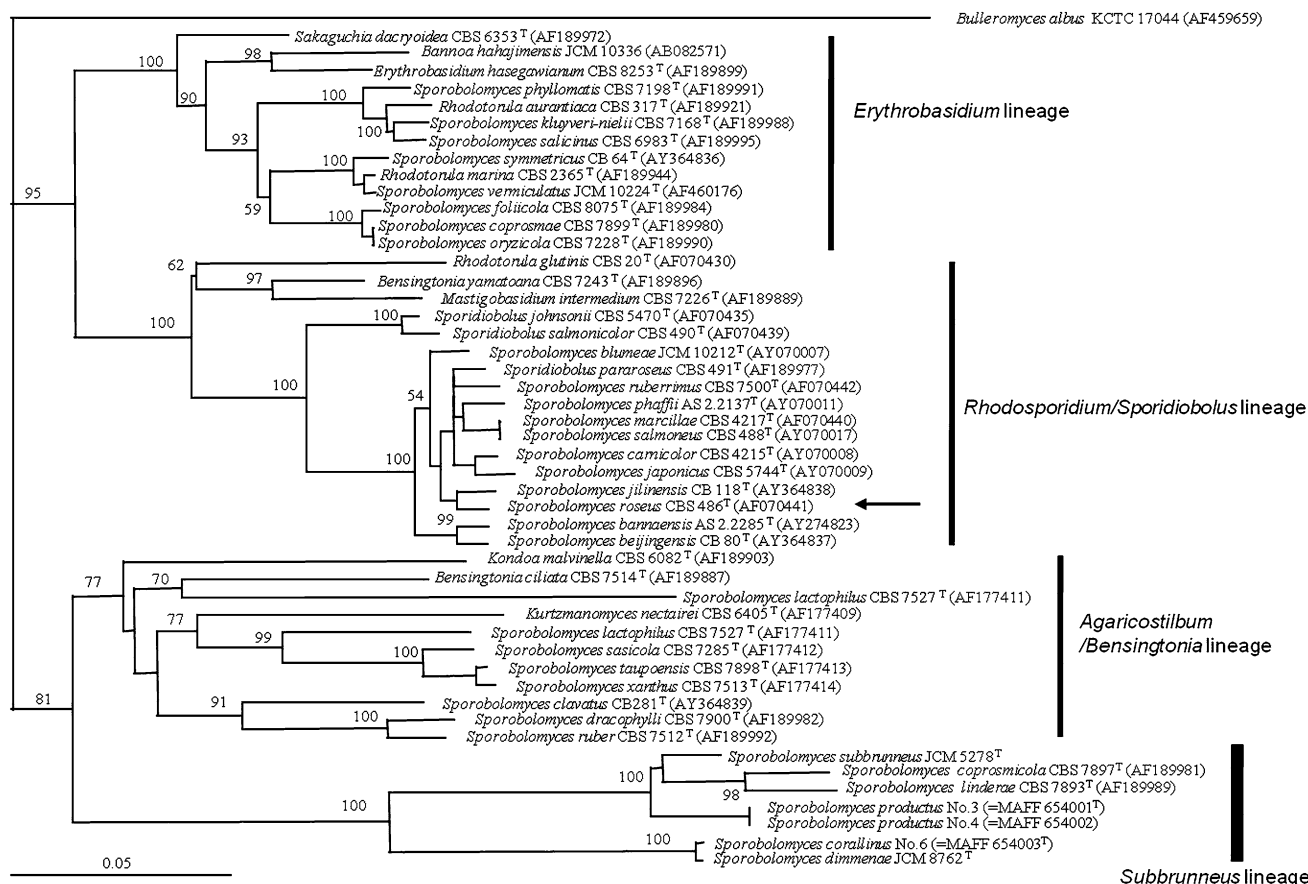 Bulleromyces albus KCTC 17044 (AF459659)
Sakaguchia dacryoidea CBS 6353T (AF189972)
100
98
Bannoa hahajimensis JCM 10336 (AB082571)
Erythrobasidium hasegawianum CBS 8253T (AF189899)
90
100
Sporobolomyces phyllomatis CBS 7198T (AF189991)
Rhodotorula aurantiaca CBS 317T (AF189921)
100
Sporobolomyces kluyveri-nielii CBS 7168T (AF189988)
Sporobolomyces salicinus CBS 6983T (AF189995)
Erythrobasidium lineage
93
100
Sporobolomyces symmetricus CB 64T (AY364836)
Rhodotorula marina CBS 2365T (AF189944)
Sporobolomyces vermiculatus JCM 10224T (AF460176)
95
59
100
Sporobolomyces foliicola CBS 8075T (AF189984)
Sporobolomyces coprosmae CBS 7899T (AF189980)
Sporobolomyces oryzicola CBS 7228T (AF189990)
62
Rhodotorula glutinis CBS 20T (AF070430)
97
Bensingtonia yamatoana CBS 7243T (AF189896)
Mastigobasidium intermedium CBS 7226T (AF189889)
100
100
Sporidiobolus johnsonii CBS 5470T (AF070435)
Sporidiobolus salmonicolor CBS 490T (AF070439)
Sporobolomyces blumeae JCM 10212T (AY070007)
Sporidiobolus pararoseus CBS 491T (AF189977)
100
54
Sporobolomyces ruberrimus CBS 7500T (AF070442)
Sporobolomyces phaffii AS 2.2137T (AY070011)
Sporobolomyces marcillae CBS 4217T (AF070440)
Sporobolomyces salmoneus CBS 488T (AY070017)
Rhodosporidium/Sporidiobolus lineage
100
Sporobolomyces carnicolor CBS 4215T (AY070008)
Sporobolomyces japonicus CBS 5744T (AY070009)
Sporobolomyces jilinensis CB 118T (AY364838)
Sporobolomyces roseus CBS 486T (AF070441)
99
Sporobolomyces bannaensis AS 2.2285T (AY274823)
Sporobolomyces beijingensis CB 80T (AY364837)
77
Kondoa malvinella CBS 6082T (AF189903)
70
Bensingtonia ciliata CBS 7514T (AF189887)
Sporobolomyces lactophilus CBS 7527 T (AF177411)
77
Kurtzmanomyces nectairei CBS 6405T (AF177409)
99
Sporobolomyces lactophilus CBS 7527 T (AF177411)
100
Sporobolomyces sasicola CBS 7285T (AF177412)
Sporobolomyces taupoensis CBS 7898T (AF177413)
Sporobolomyces xanthus CBS 7513T (AF177414)
Agaricostilbum
/Bensingtonia lineage
81
91
Sporobolomyces clavatus CB281T (AY364839)
100
Sporobolomyces dracophylli CBS 7900T (AF189982)
Sporobolomyces ruber CBS 7512T (AF189992)
Sporobolomyces subbrunneus JCM 5278T
100
98
Sporobolomyces coprosmicola CBS 7897T (AF189981)
Sporobolomyces linderae CBS 7893T (AF189989)
100
Sporobolomyces productus No.3 (=MAFF 654001T)
Sporobolomyces productus No.4 (=MAFF 654002)
100
Sporobolomyces corallinus No.6 (=MAFF 654003T)
Sporobolomyces dimmenae JCM 8762T
0.05
Subbrunneus lineage